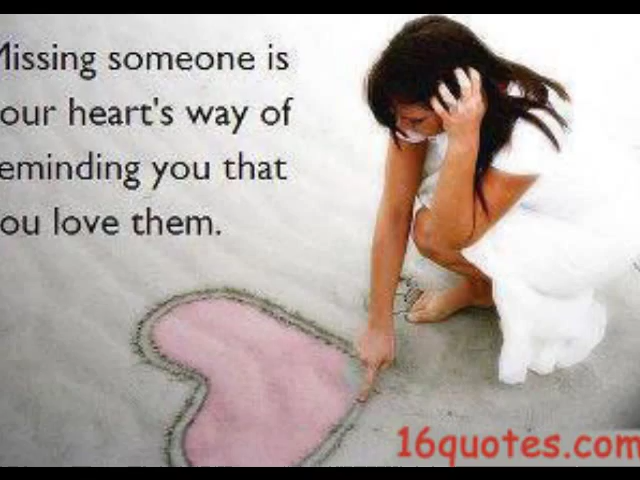 Missing someone is
our heart's way of
eminding you that
ou love them.
16quotes.com